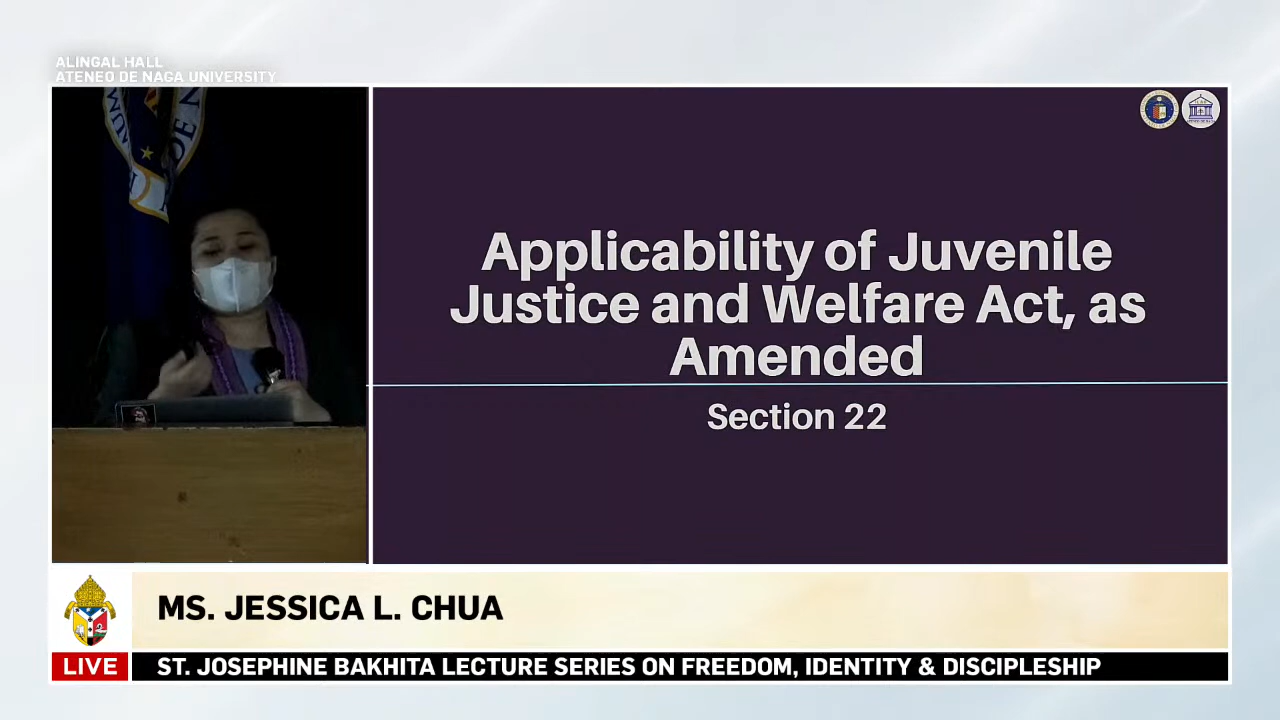 ALINGAL HALL
ATENEO DE NAGA UNIVERSITY
Applicability of Juvenile
Justice and Welfare Act, as
Amended
Section 22
MS. JESSICA L. CHUA
LIVE
ST. JOSEPHINE BAKHITA LECTURE SERIES ON FREEDOM, IDENTITY & DISCIPLESHIP